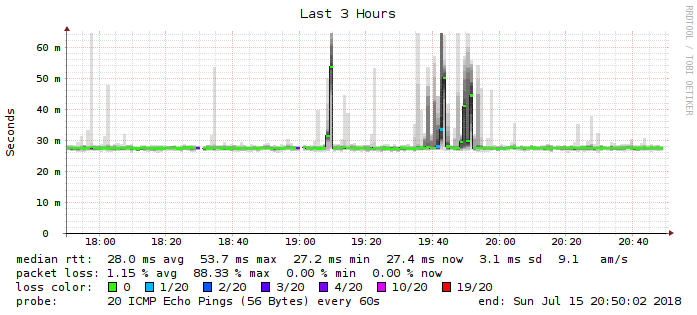 Last 3 Hours
RRDTOOL / TOBI OETIKER
Seconds
60 m
50 m
40 m
30 m
20 m
10 m
0
18:00 18:20 18:40 19:00 19:20 19:40 20:00 20:20 20:40
median rtt: 28.0 ms avg 53.7 ms max 27.2 ms min 27.4 ms now 3.1 ms sd 9.1 am/s
packet loss: 1.15 % avg 88.33 % max 0.00 % min 0.00 % now
loss color: 0 1/20 2/20 3/20 4/20 10/20 19/20
probe: 20 ICMP Echo Pings (56 Bytes) every 60s end: Sun Jul 15 20:50:02 2018